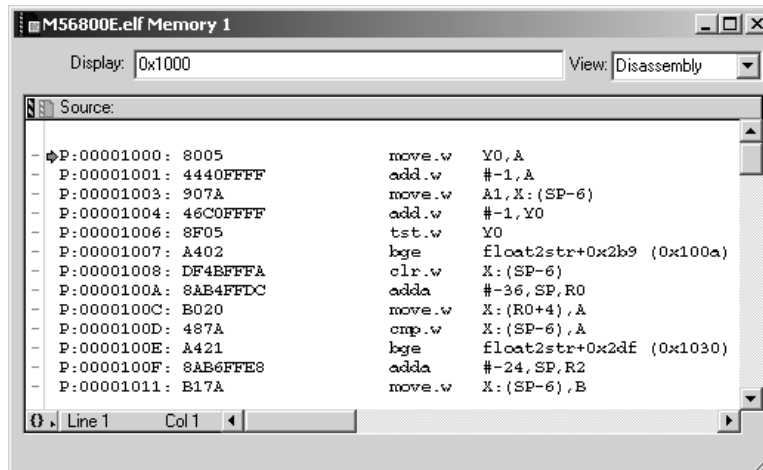 M56800E.elf Memory 1
Display: 0x1000 View: Disassembly
Source:
P:00001000: 8005 move.w Y0,A
P:00001001: 4440FFFF add.w #-1,A
P:00001003: 907A move.w A1,X:(SP-6)
P:00001004: 46C0FFFF add.w #-1,Y0
P:00001006: 8F05 tst.w Y0
P:00001007: A402 bge float2str+0x2b9 (0x100a)
P:00001008: DF4BFFFA clr.w X:(SP-6)
P:0000100A: 8AB4FFDC adda #-36,SP,R0
P:0000100C: B020 move.w X:(R0+4),A
P:0000100D: 487A cmp.w X:(SP-6),A
P:0000100E: A421 bge float2str+0x2df (0x1030)
P:0000100F: 8AB6FFE8 adda #-24,SP,R2
P:00001011: B17A move.w X:(SP-6),B
Line 1 Col 1